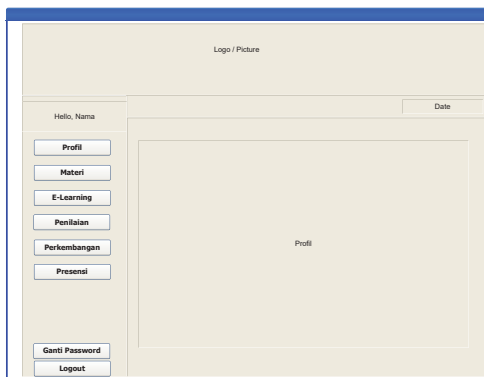 Logo / Picture
Date
Hello, Nama
Profil
Materi
E-Learning
Penilaian
Perkembangan
Presensi
Ganti Password
Logout
Profil